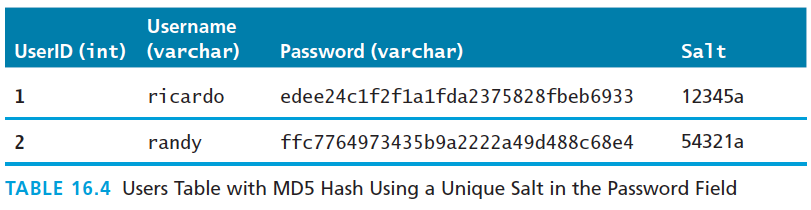 Username
UserID (int) (varchar) Password (varchar) Salt
1 ricardo edee24c1f2f1a1fda2375828fbeb6933 12345a
2 randy ffc7764973435b9a2222a49d488c68e4 54321a
TABLE 16.4 Users Table with MD5 Hash Using a Unique Salt in the Password Field